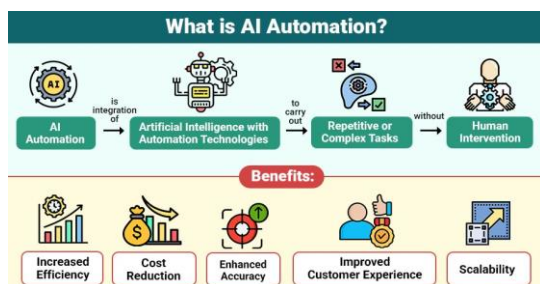 What is AI Automation?
AI
AI
Automation
is
integration
of
Artificial Intelligence with
Automation Technologies
to
carry
out
Repetitive or
Complex Tasks
without
Human
Intervention
Benefits:
$
Increased
Efficiency
Cost
Reduction
Enhanced
Accuracy
Improved
Customer Experience
Scalability